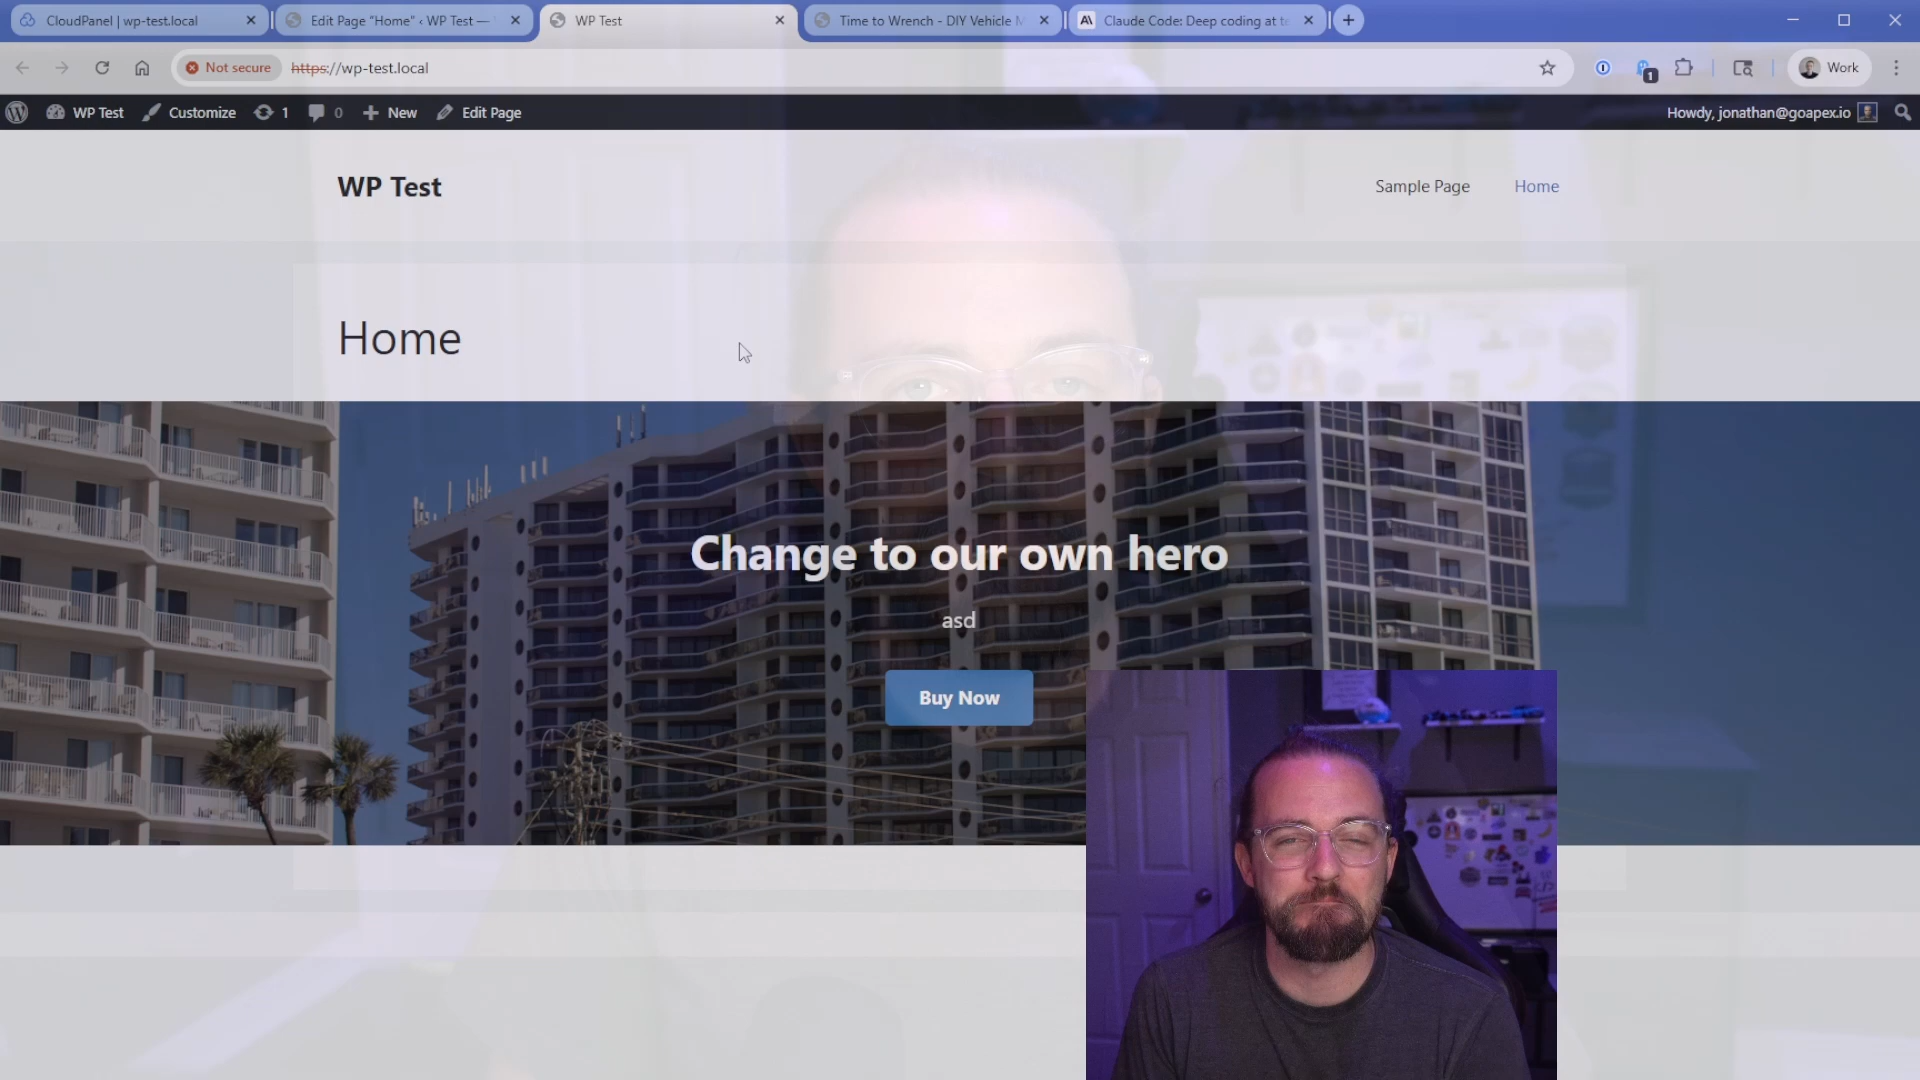 CloudPanel | wp-test.local
Edit Page "Home" ‹ WP Test —
WP Test
Time to Wrench - DIY Vehicle M
Claude Code: Deep coding at te
Not secure
https://wp-test.local
1
Work
WP Test
Customize
1
0
New
Edit Page
Howdy, jonathan@goapex.io
WP Test
Sample Page
Home
Home
Change to our own hero
asd
Buy Now